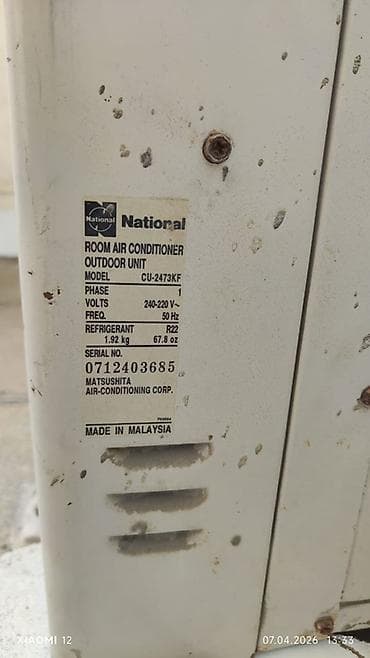 National
National
ROOM AIR CONDITIONER
OUTDOOR UNIT
MODEL CU-2473KF
PHASE 1
VOLTS 240-220 V~
FREQ. 50 Hz
REFRIGERANT R22
1.92 kg 67.8 oz
SERIAL NO.
0712403685
MATSUSHITA
AIR-CONDITIONING CORP.
MADE IN MALAYSIA
XIAOMI 12
07.04.2026 13:33